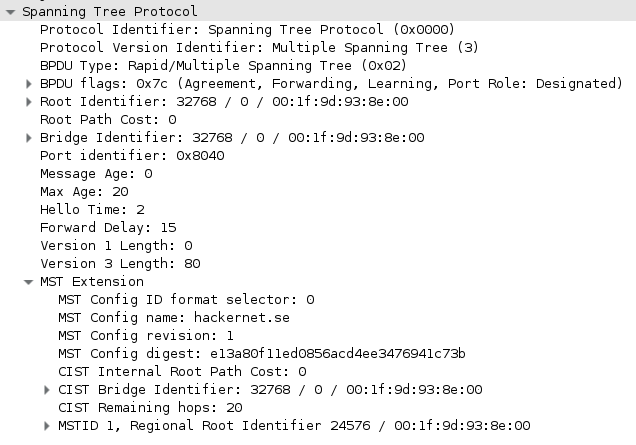 Spanning Tree Protocol
Protocol Identifier: Spanning Tree Protocol (0x0000)
Protocol Version Identifier: Multiple Spanning Tree (3)
BPDU Type: Rapid/Multiple Spanning Tree (0x02)
BPDU flags: 0x7c (Agreement, Forwarding, Learning, Port Role: Designated)
Root Identifier: 32768 / 0 / 00:1f:9d:93:8e:00
Root Path Cost: 0
Bridge Identifier: 32768 / 0 / 00:1f:9d:93:8e:00
Port identifier: 0x8040
Message Age: 0
Max Age: 20
Hello Time: 2
Forward Delay: 15
Version 1 Length: 0
Version 3 Length: 80
MST Extension
MST Config ID format selector: 0
MST Config name: hackernet.se
MST Config revision: 1
MST Config digest: e13a80f11ed0856acd4ee3476941c73b
CIST Internal Root Path Cost: 0
CIST Bridge Identifier: 32768 / 0 / 00:1f:9d:93:8e:00
CIST Remaining hops: 20
MSTID 1, Regional Root Identifier 24576 / 00:1f:9d:93:8e:00